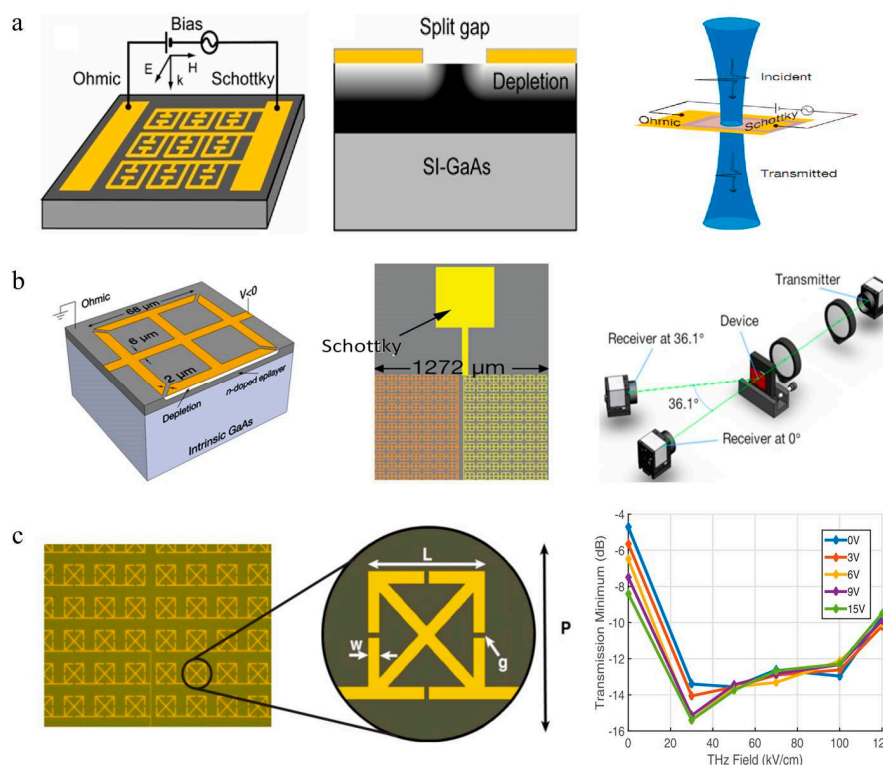 a
Bias
Ohmic
E
H
k
Schottky
Split gap
Depletion
SI-GaAs
Incident
Ohmic
Schottky
Transmitted
b
Ohmic
68 μm
V<0
6 μm
2 μm
Depletion
n-doped epilayer
Intrinsic GaAs
Schottky
1272 μm
Transmitter
Device
Receiver at 36.1°
36.1°
Receiver at 0°
c
L
w
g
P
Transmission Minimum (dB)
-4
-6
-8
-10
-12
-14
-16
0V
3V
6V
9V
15V
0 20 40 60 80 100
THz Field (kV/cm)